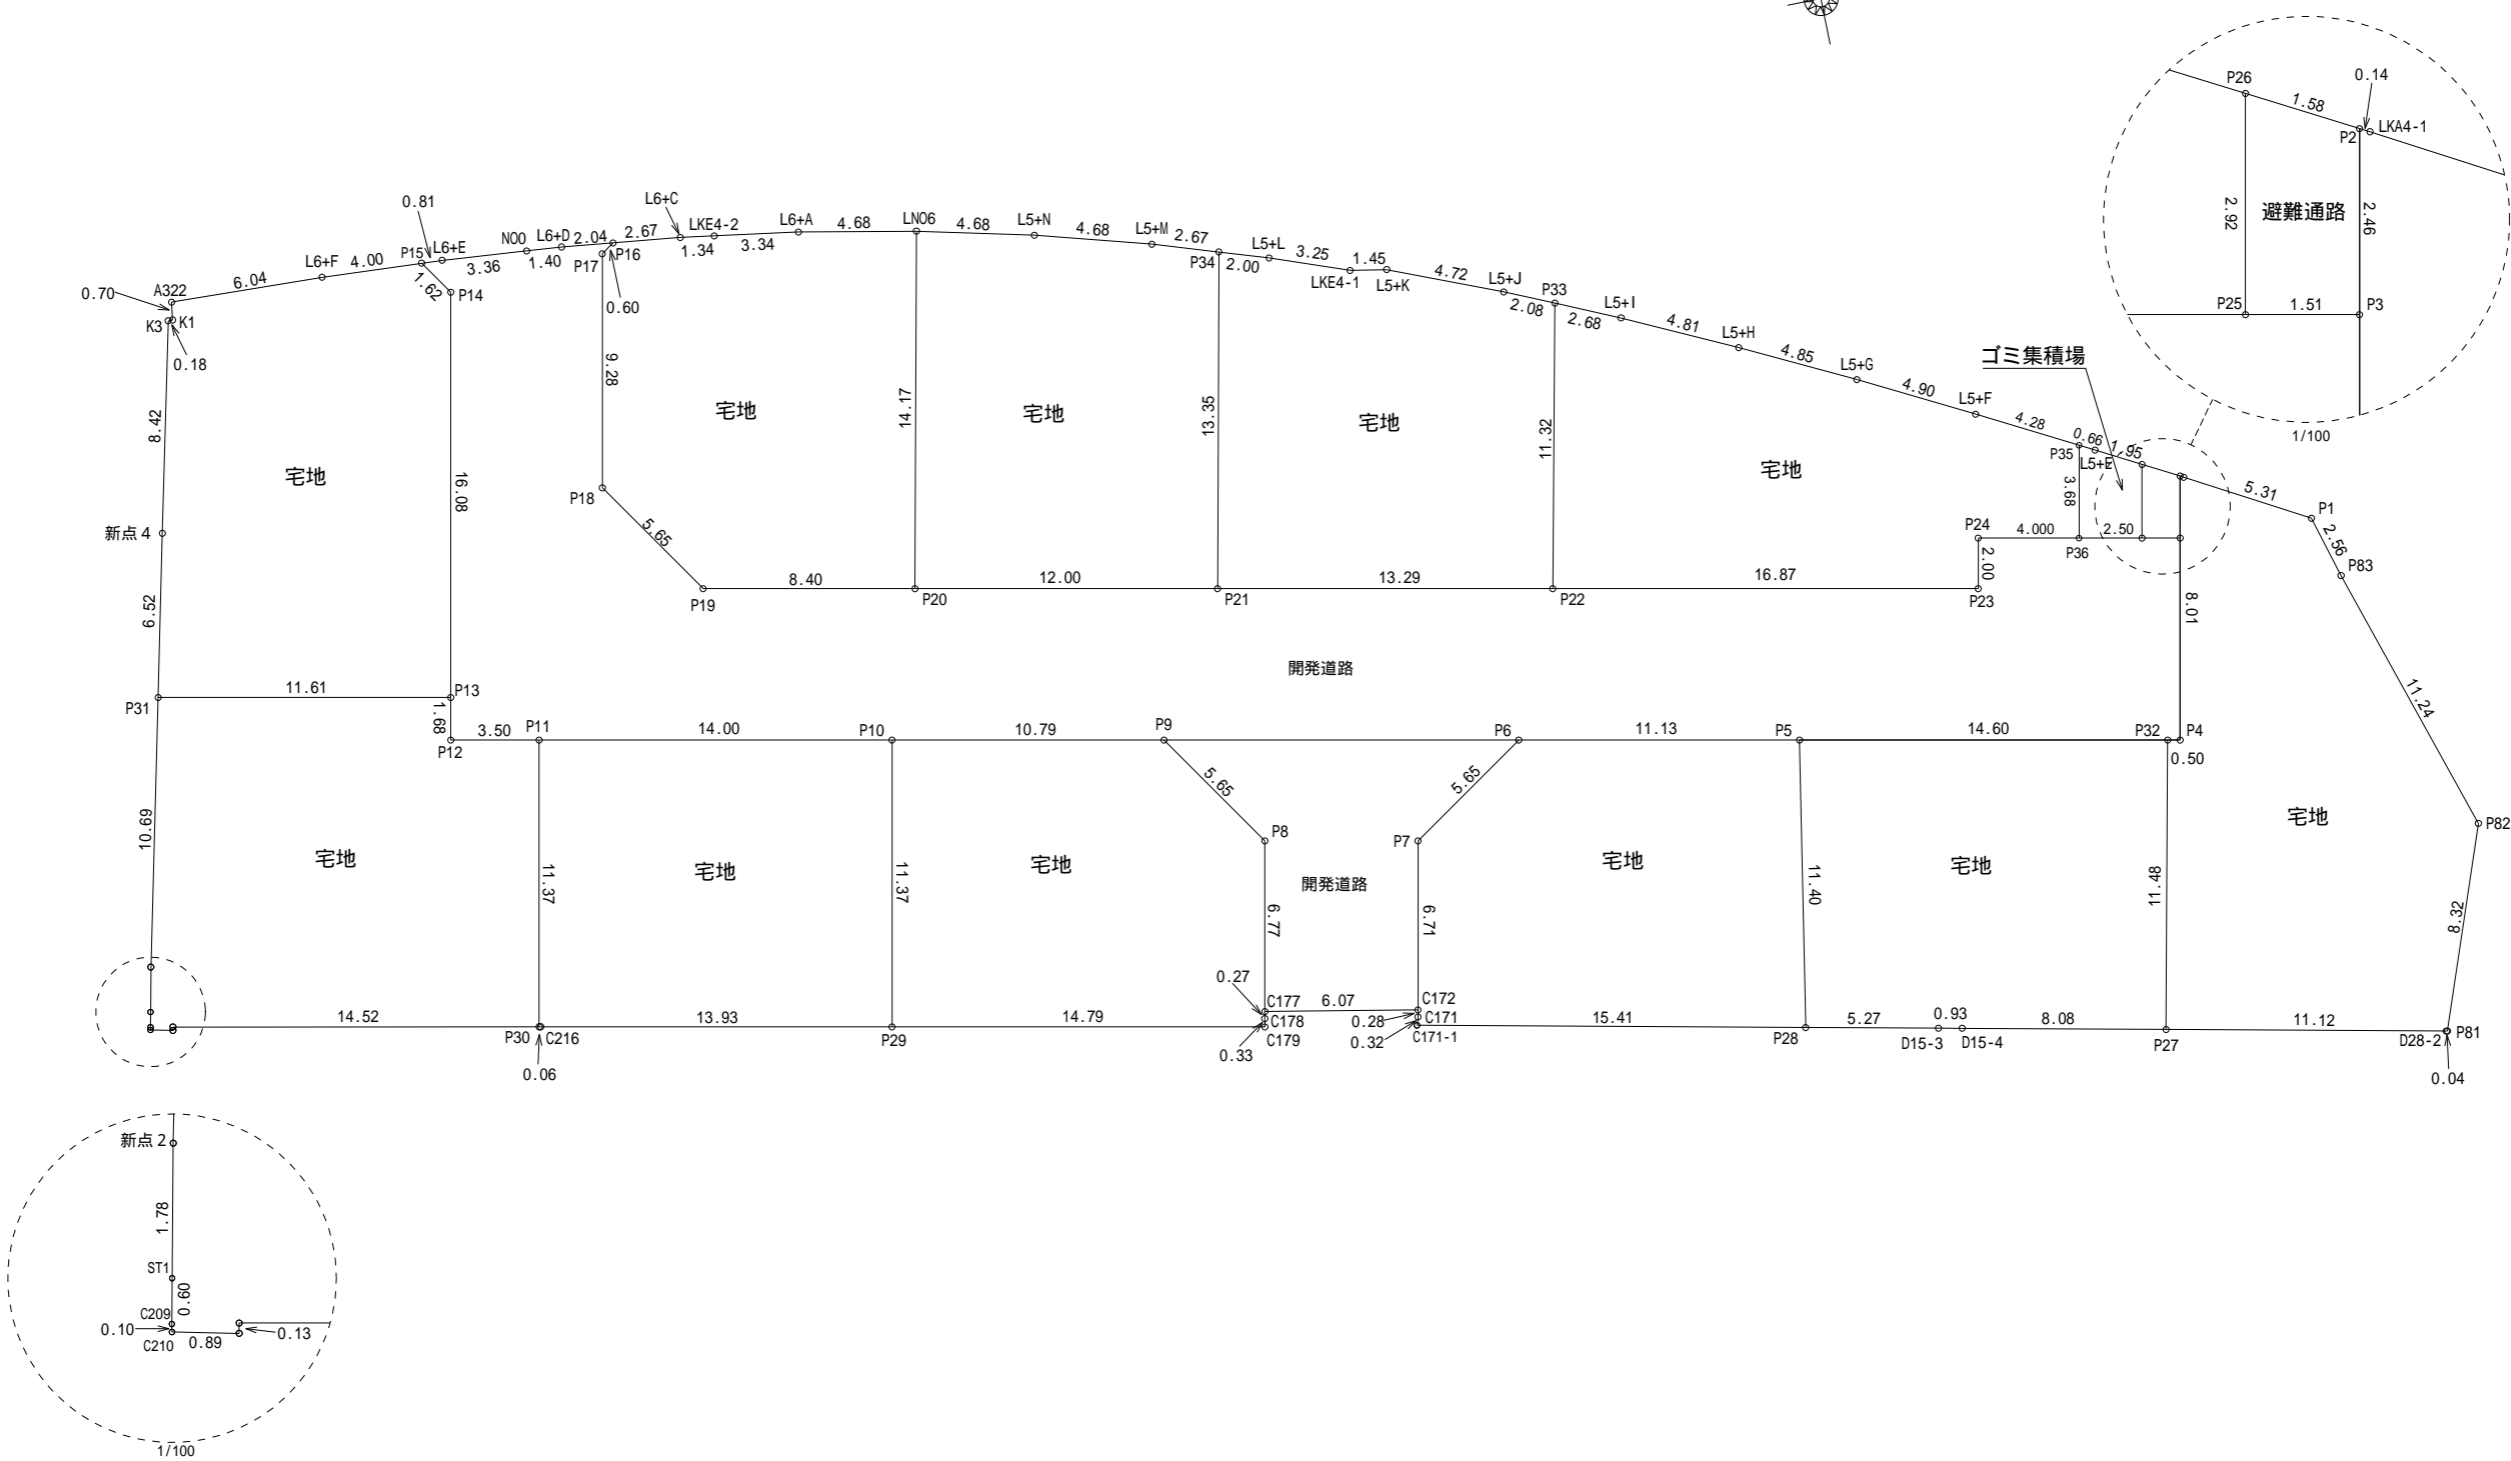 P26
0.14
1.58
P2
LKA4-1
2.92
避難通路
2.46
P25
1.51
P3
1/100
0.81
L6+C
LKE4-2
L6+A
4.68
LNO6
4.68
L5+N
4.68
L5+M
2.67
L5+L
3.25
1.45
4.72
L5+J
P33
L5+I
4.81
L5+H
4.85
L5+G
4.90
L5+F
4.28
0.66
1.95
5.31
P1
P15
L6+E
NO0
L6+D
2.04
2.67
1.34
3.34
P34
2.00
LKE4-1
L5+K
2.08
2.68
L6+F
4.00
3.36
1.40
P17
P16
0.60
6.04
1.62
P14
0.70
A322
K3
K1
0.18
ゴミ集積場
P35
L5+E
8.42
宅地
16.08
9.28
宅地
14.17
宅地
13.35
宅地
11.32
宅地
3.68
2.56
P83
新点4
P18
5.65
P24
4.000
2.50
P36
2.00
6.52
P19
8.40
P20
12.00
P21
13.29
P22
16.87
P23
8.01
開発道路
11.24
P31
11.61
P13
1.68
P12
3.50
P11
14.00
P10
10.79
P9
P6
11.13
P5
14.60
P32
P4
0.50
5.65
5.65
10.69
宅地
11.37
宅地
11.37
宅地
P8
P7
開発道路
宅地
11.40
宅地
11.48
宅地
P82
6.77
6.71
8.32
0.27
C177
6.07
C172
14.52
P30
C216
13.93
P29
14.79
C178
C179
0.33
0.28
C171
0.32
C171-1
15.41
P28
5.27
0.93
8.08
D15-3
D15-4
P27
11.12
D28-2
P81
0.06
0.04
新点2
1.78
ST1
0.60
C209
0.10
C210
0.89
0.13
1/100